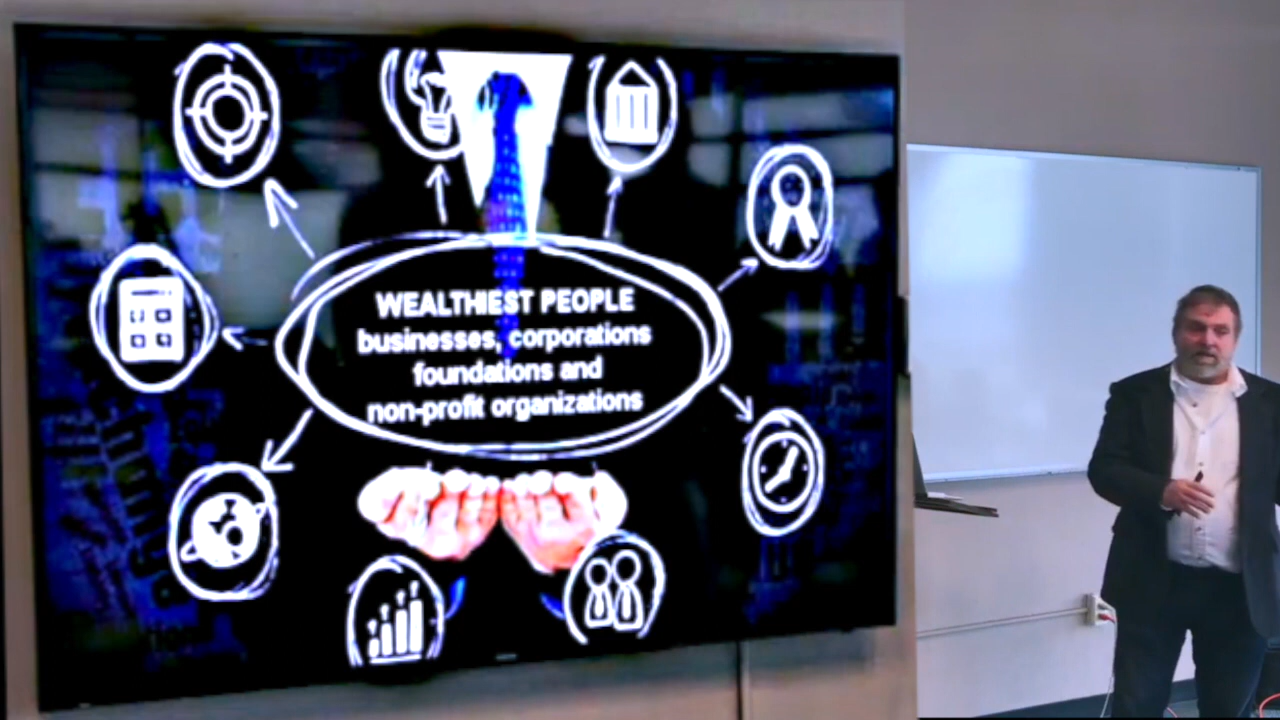 WEALTHIEST PEOPLE
businesses, corporations
foundations and
non-profit organizations